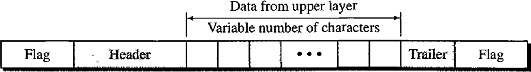 Data from upper layer
Variable number of characters
Flag Header ••• Trailer Flag